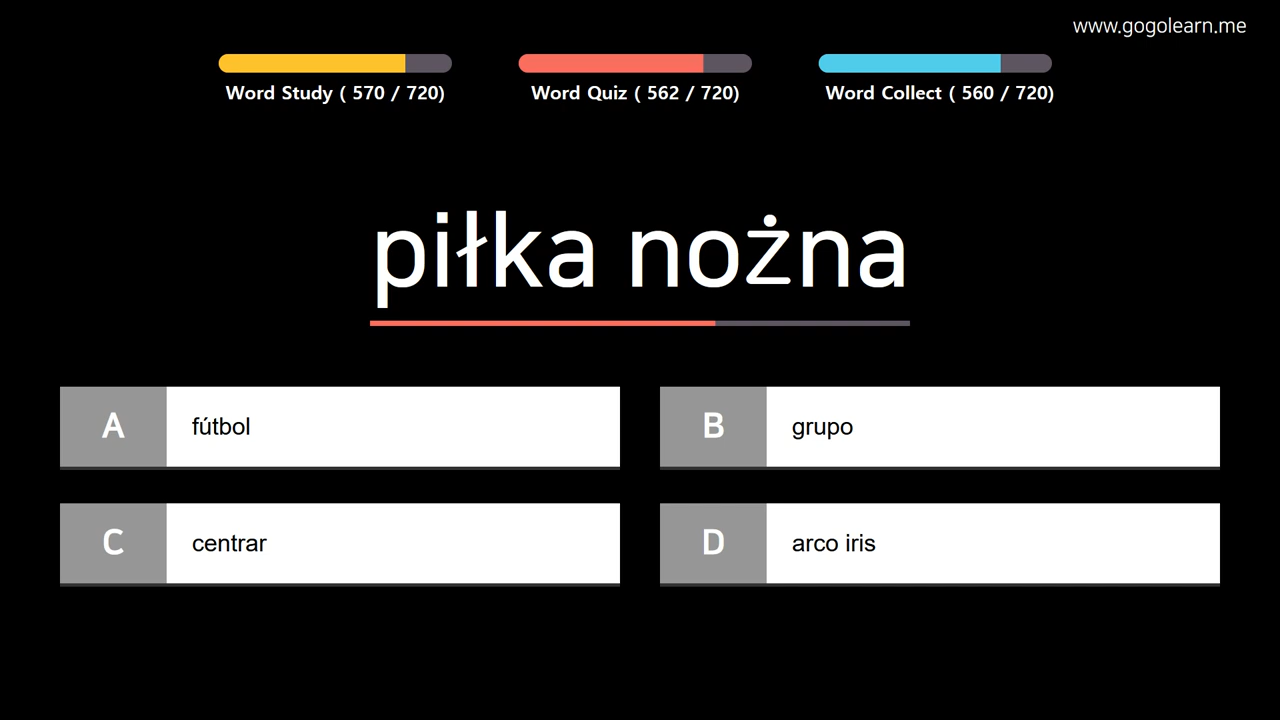 www.gogolearn.me
Word Study ( 570 / 720)
Word Quiz ( 562 / 720)
Word Collect ( 560 / 720)
piłka nożna
A
fútbol
B
grupo
C
centrar
D
arco iris